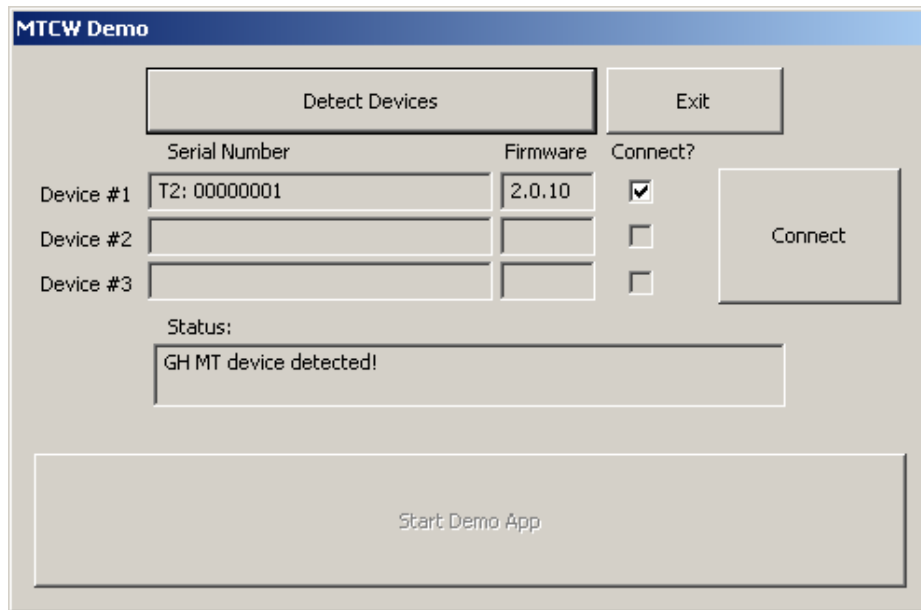 MTCW Demo
Detect Devices Exit
Serial Number Firmware Connect?
Device #1 T2: 00000001 2.0.10
Device #2
Connect
Device #3
Status:
GH MT device detected!
Start Demo App